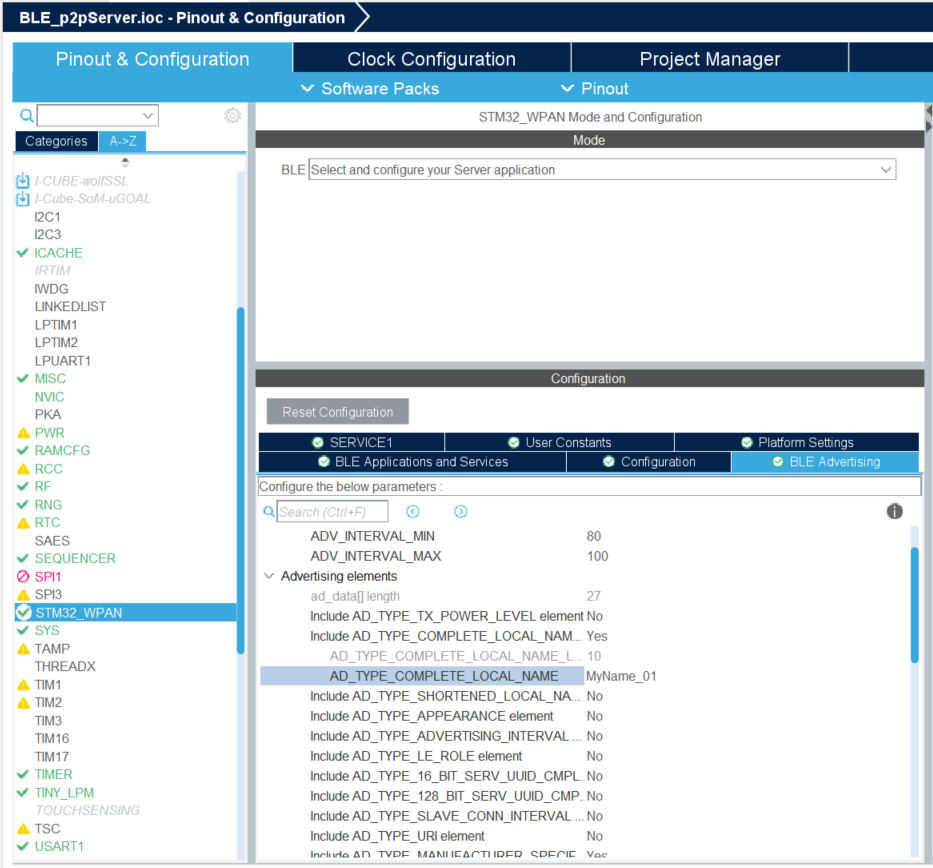 BLE_p2pServer.ioc - Pinout & Configuration
Pinout & Configuration
Clock Configuration
Project Manager
Software Packs
Pinout
Categories
A->Z
I-CUBE-wolfSSL
I-Cube-SoM-uGOAL
I2C1
I2C3
ICACHE
IRTIM
IWDG
LINKEDLIST
LPTIM1
LPTIM2
LPUART1
MISC
NVIC
PKA
PWR
RAMCFG
RCC
RF
RNG
RTC
SAES
SEQUENCER
SPI1
SPI3
STM32_WPAN
SYS
TAMP
THREADX
TIM1
TIM2
TIM3
TIM16
TIM17
TIMER
TINY_LPM
TOUCHSENSING
TSC
USART1
STM32_WPAN Mode and Configuration
Mode
BLE Select and configure your Server application
Configuration
Reset Configuration
SERVICE1
User Constants
Platform Settings
BLE Applications and Services
Configuration
BLE Advertising
Configure the below parameters :
Search (Ctrl+F)
ADV_INTERVAL_MIN 80
ADV_INTERVAL_MAX 100
Advertising elements
ad_data[] length 27
Include AD_TYPE_TX_POWER_LEVEL element No
Include AD_TYPE_COMPLETE_LOCAL_NAM... Yes
AD_TYPE_COMPLETE_LOCAL_NAME_L... 10
AD_TYPE_COMPLETE_LOCAL_NAME MyName_01
Include AD_TYPE_SHORTENED_LOCAL_NA... No
Include AD_TYPE_APPEARANCE element No
Include AD_TYPE_ADVERTISING_INTERVAL ... No
Include AD_TYPE_LE_ROLE element No
Include AD_TYPE_16_BIT_SERV_UUID_CMPL.. No
Include AD_TYPE_128_BIT_SERV_UUID_CMP.. No
Include AD_TYPE_SLAVE_CONN_INTERVAL ... No
Include AD_TYPE_URI element No
Include AD_TYPE_MANUFACTURER_SPECIF Yes